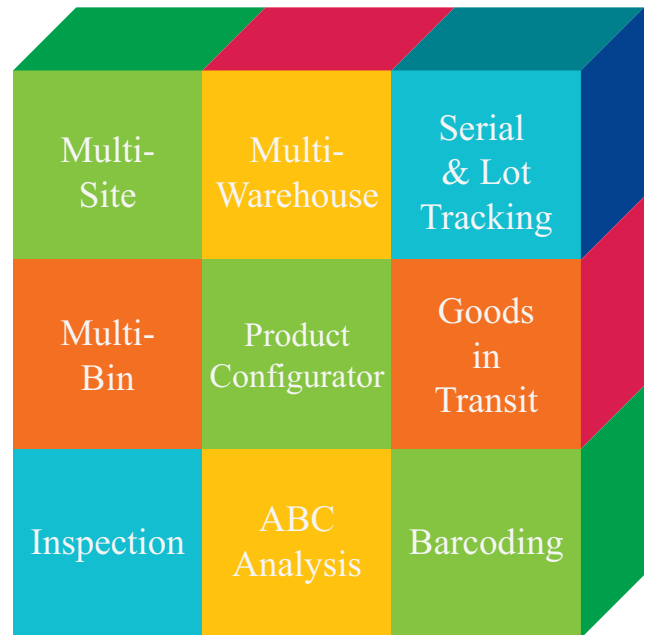 Multi-
Site
Multi-
Warehouse
Serial
& Lot
Tracking
Multi-
Bin
Product
Configurator
Goods
in
Transit
Inspection
ABC
Analysis
Barcoding